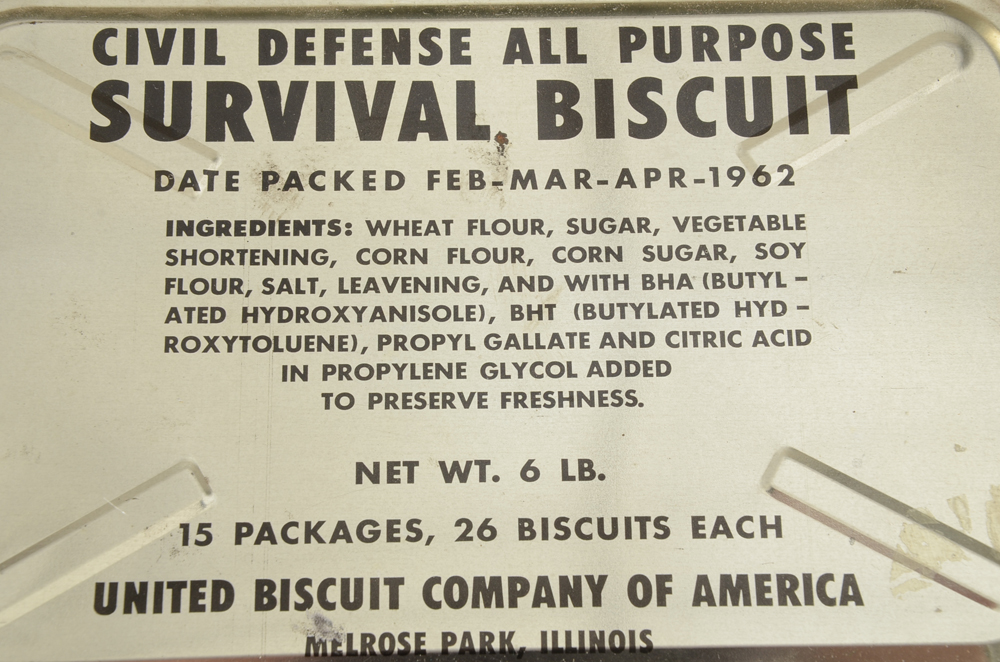 CIVIL DEFENSE ALL PURPOSE
SURVIVAL BISCUIT
DATE PACKED FEB-MAR-APR-1962
INGREDIENTS: WHEAT FLOUR, SUGAR, VEGETABLE
SHORTENING, CORN FLOUR, CORN SUGAR, SOY
FLOUR, SALT, LEAVENING, AND WITH BHA (BUTYL-
ATED HYDROXYANISOLE), BHT (BUTYLATED HYD-
ROXYTOLUENE), PROPYL GALLATE AND CITRIC ACID
IN PROPYLENE GLYCOL ADDED
TO PRESERVE FRESHNESS.
NET WT. 6 LB.
15 PACKAGES, 26 BISCUITS EACH
UNITED BISCUIT COMPANY OF AMERICA
MELROSE PARK, ILLINOIS